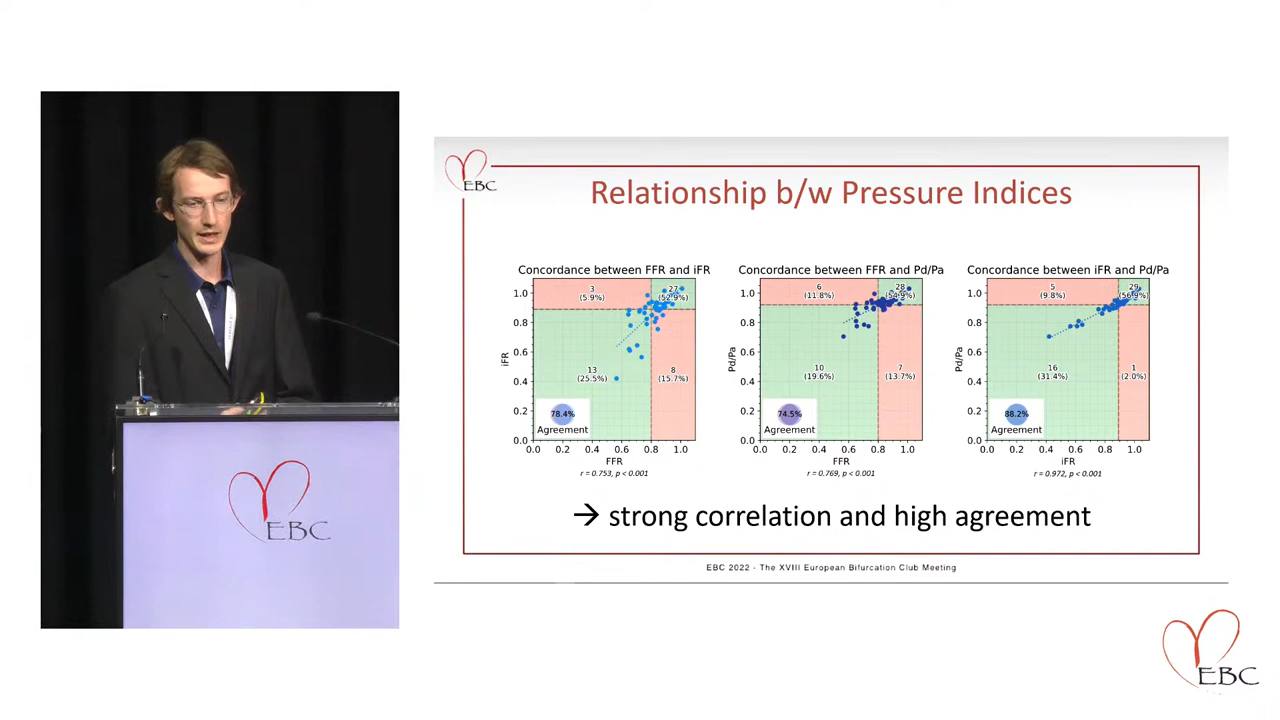 EBC
Relationship b/w Pressure Indices
Concordance between FFR and iFR
3
(5.9%)
27
(52.9%)
13
(25.5%)
8
(15.7%)
78.4%
Agreement
1.0
0.8
0.6
0.4
0.2
0.0
iFR
0.0 0.2 0.4 0.6 0.8 1.0
FFR
r = 0.753, p < 0.001
Concordance between FFR and Pd/Pa
6
(11.8%)
28
(54.9%)
10
(19.6%)
7
(13.7%)
74.5%
Agreement
1.0
0.8
0.6
0.4
0.2
0.0
Pd/Pa
0.0 0.2 0.4 0.6 0.8 1.0
FFR
r = 0.769, p < 0.001
Concordance between iFR and Pd/Pa
5
(9.8%)
29
(56.9%)
16
(31.4%)
1
(2.0%)
88.2%
Agreement
1.0
0.8
0.6
0.4
0.2
0.0
Pd/Pa
0.0 0.2 0.4 0.6 0.8 1.0
iFR
r = 0.972, p < 0.001
→ strong correlation and high agreement
EBC 2022 - The XVIII European Bifurcation Club Meeting
EBC
EBC